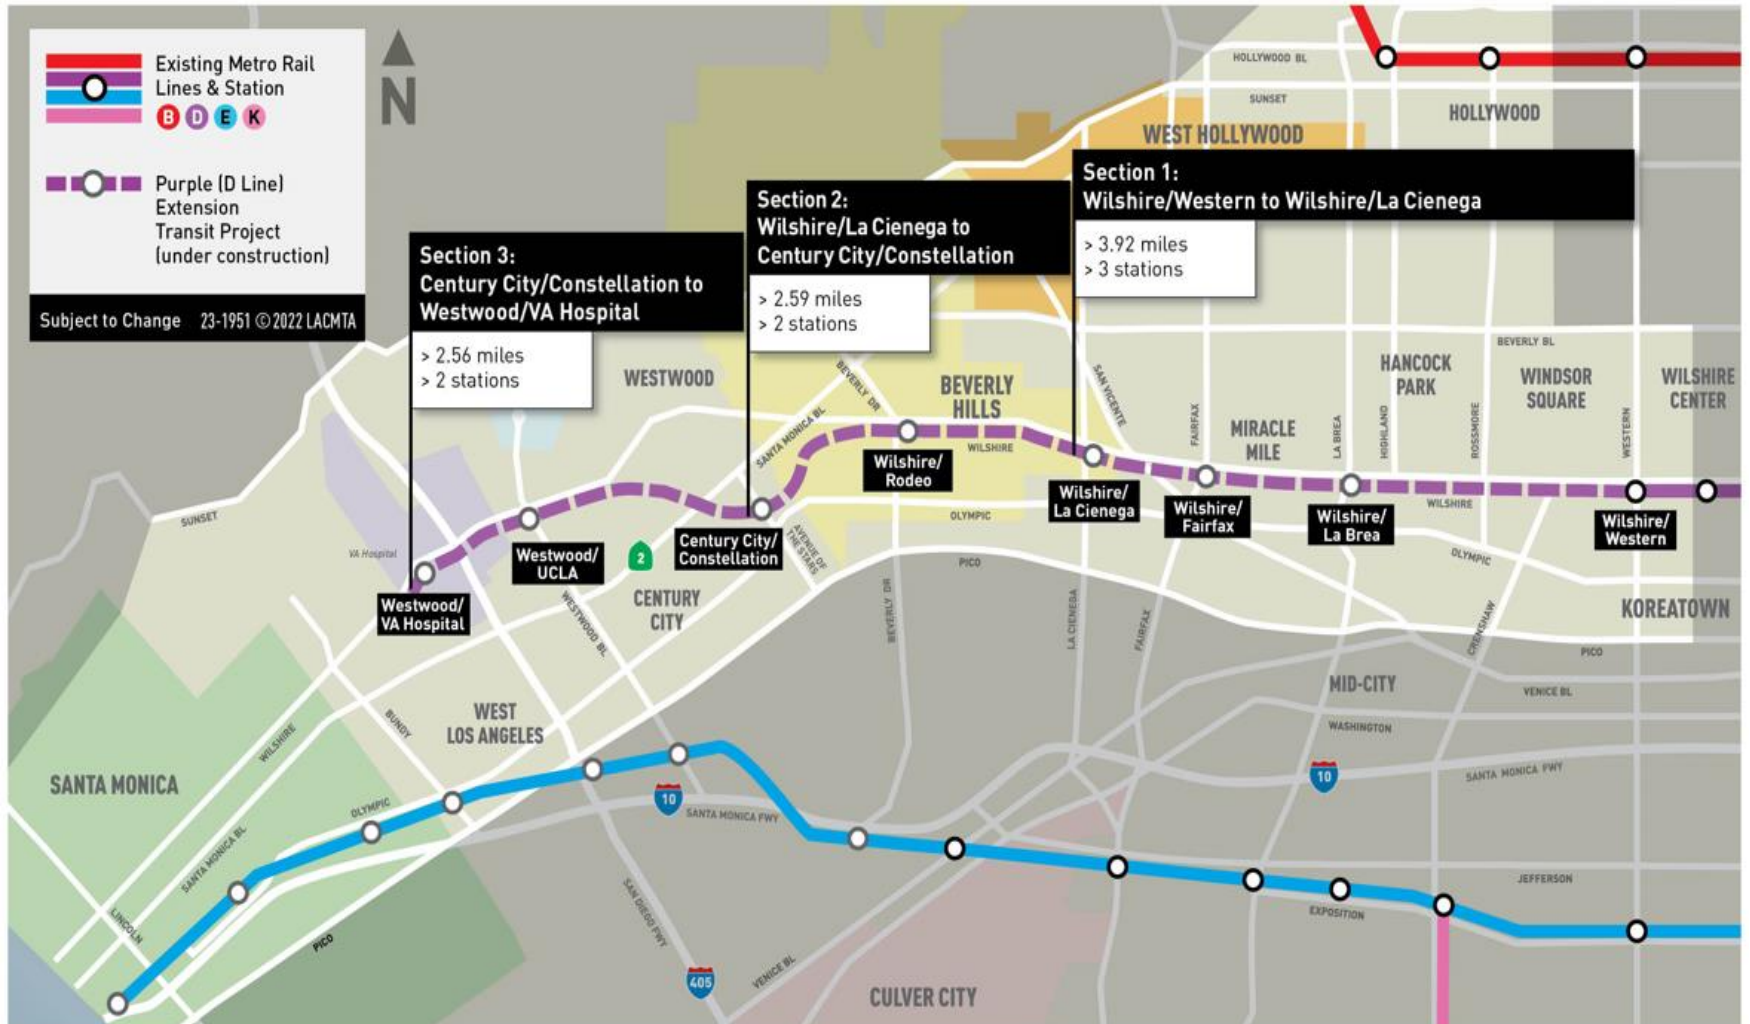 Existing Metro Rail
Lines & Station
B D E K
Purple (D Line)
Extension
Transit Project
(under construction)
Subject to Change 23-1951 © 2022 LACMTA
N
Section 3:
Century City/Constellation to
Westwood/VA Hospital
> 2.56 miles
> 2 stations
Section 2:
Wilshire/La Cienega to
Century City/Constellation
> 2.59 miles
> 2 stations
Section 1:
Wilshire/Western to Wilshire/La Cienega
> 3.92 miles
> 3 stations
HOLLYWOOD BL
SUNSET
HOLLYWOOD
WEST HOLLYWOOD
BEVERLY BL
WESTWOOD
BEVERLY DR
SANTA MONICA BL
BEVERLY
HILLS
WILSHIRE
SAN VICENTE
FAIRFAX
MIRACLE
MILE
LA BREA
HIGHLAND
HANCOCK
PARK
ROSSMORE
WINDSOR
SQUARE
WESTERN
WILSHIRE
CENTER
Wilshire/
Rodeo
Wilshire/
La Cienega
Wilshire/
Fairfax
Wilshire/
La Brea
WILSHIRE
Wilshire/
Western
SUNSET
VA Hospital
Westwood/
VA Hospital
Westwood/
UCLA
2
Century City/
Constellation
AVENUE OF
THE STARS
OLYMPIC
PICO
OLYMPIC
CENTURY
CITY
WESTWOOD BL
BEVERLY DR
LA CIENEGA
FAIRFAX
CRENSHAW
KOREATOWN
PICO
MID-CITY
VENICE BL
WASHINGTON
WEST
LOS ANGELES
BUNDY
WILSHIRE
SANTA MONICA
OLYMPIC
SANTA MONICA BL
LINCOLN
PICO
10
SANTA MONICA FWY
10
SANTA MONICA FWY
JEFFERSON
EXPOSITION
SAN DIEGO FWY
405
VENICE BL
CULVER CITY